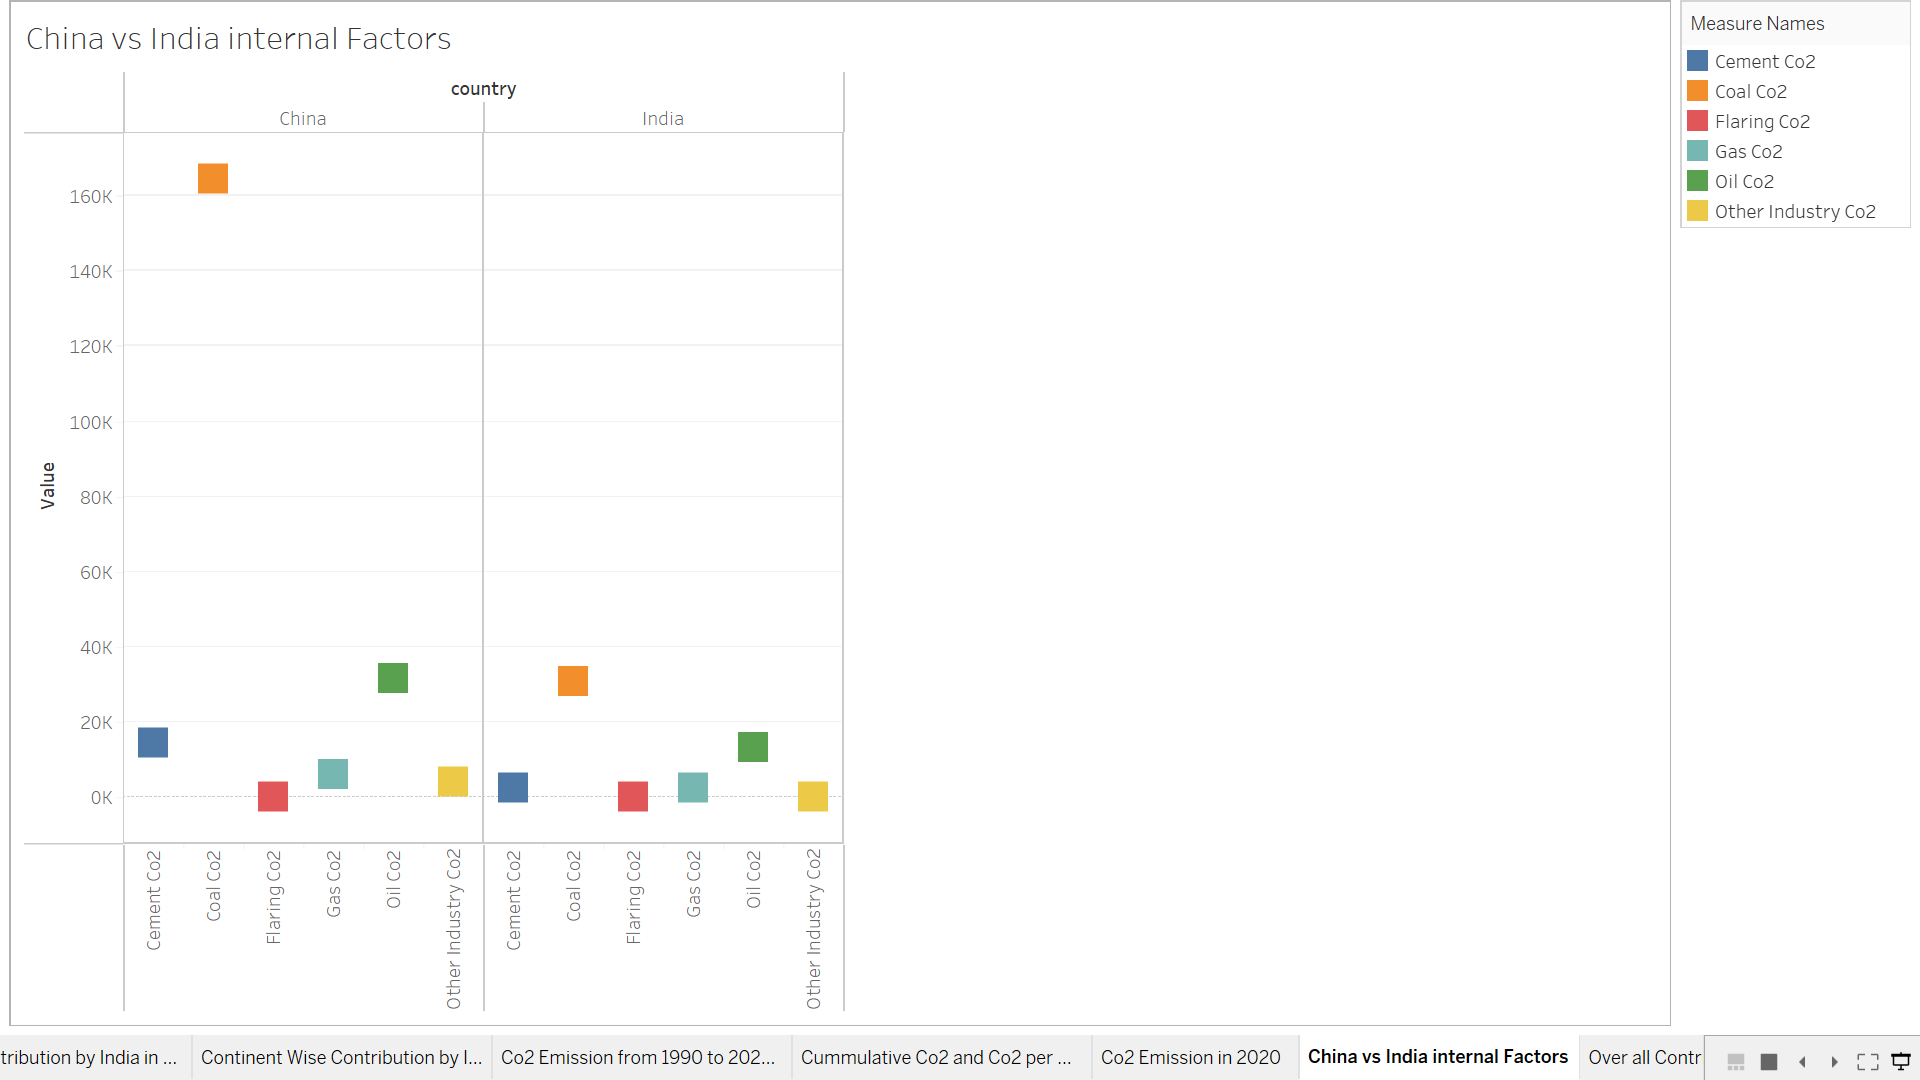 China vs India internal Factors
country
China
India
160K
140K
120K
100K
80K
60K
40K
20K
0K
Value
Cement Co2
Coal Co2
Flaring Co2
Gas Co2
Oil Co2
Other Industry Co2
Cement Co2
Coal Co2
Flaring Co2
Gas Co2
Oil Co2
Other Industry Co2
Measure Names
Cement Co2
Coal Co2
Flaring Co2
Gas Co2
Oil Co2
Other Industry Co2
tribution by India in ...
Continent Wise Contribution by I...
Co2 Emission from 1990 to 202...
Cummulative Co2 and Co2 per ...
Co2 Emission in 2020
China vs India internal Factors
Over all Contr